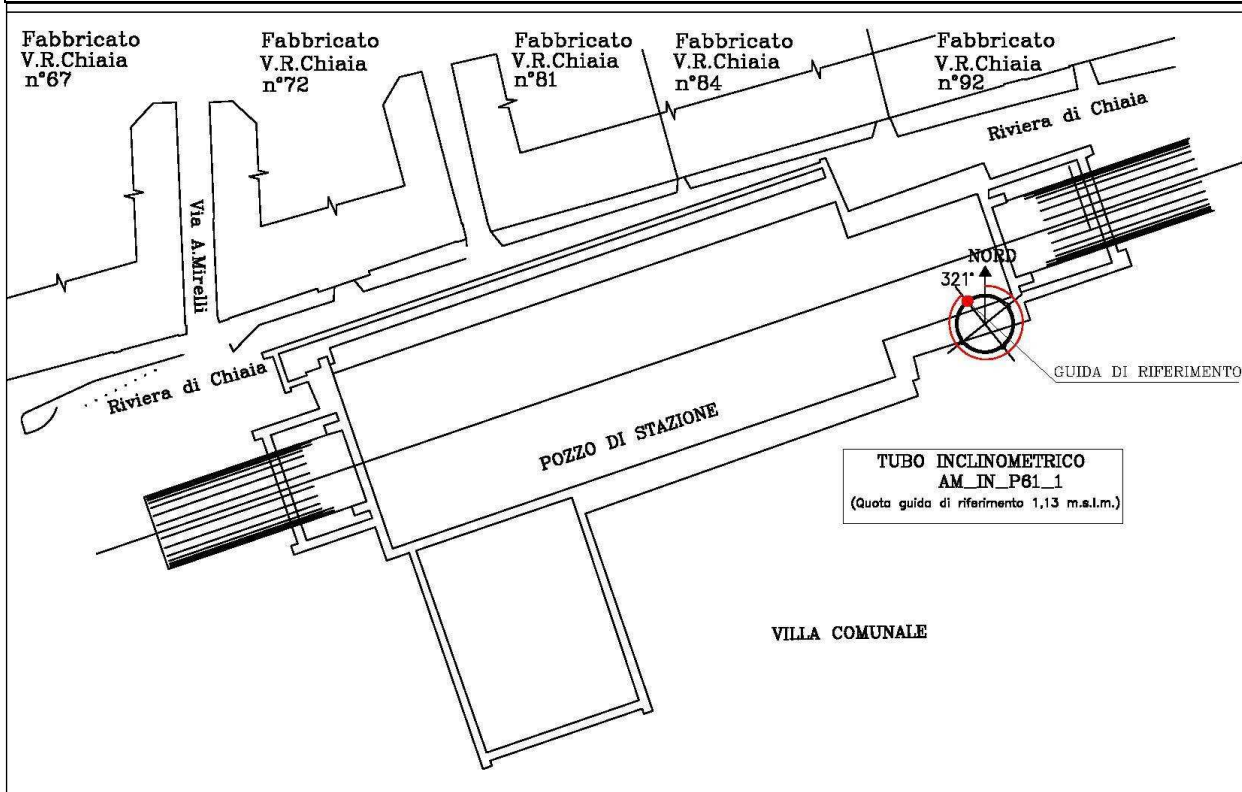 Fabbricato
V.R.Chiaia
n°67
Fabbricato
V.R.Chiaia
n°72
Fabbricato
V.R.Chiaia
n°81
Fabbricato
V.R.Chiaia
n°84
Fabbricato
V.R.Chiaia
n°92
Riviera di Chiaia
Via A.Mirelli
NORD
321°
Riviera di Chiaia
GUIDA DI RIFERIMENTO
POZZO DI STAZIONE
TUBO INCLINOMETRICO
AM_IN_P61_1
(Quota guida di riferimento 1,13 m.s.l.m.)
VILLA COMUNALE